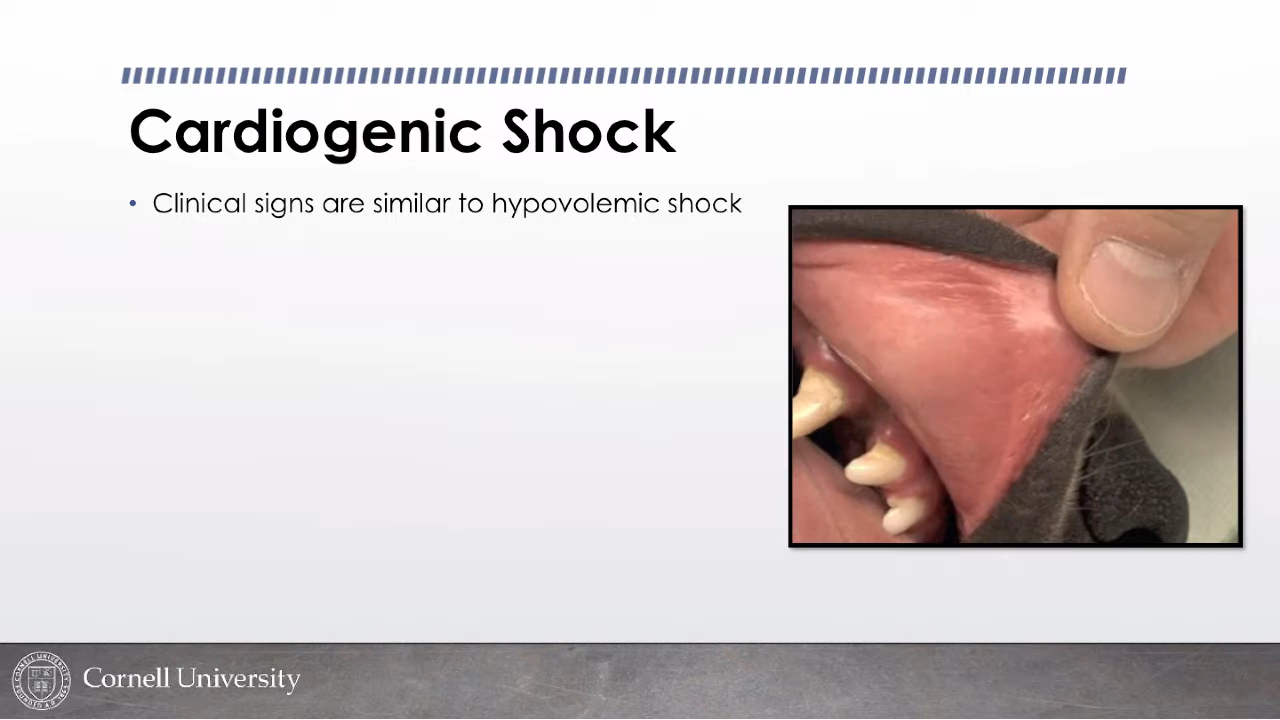 Cardiogenic Shock
• Clinical signs are similar to hypovolemic shock
Cornell University